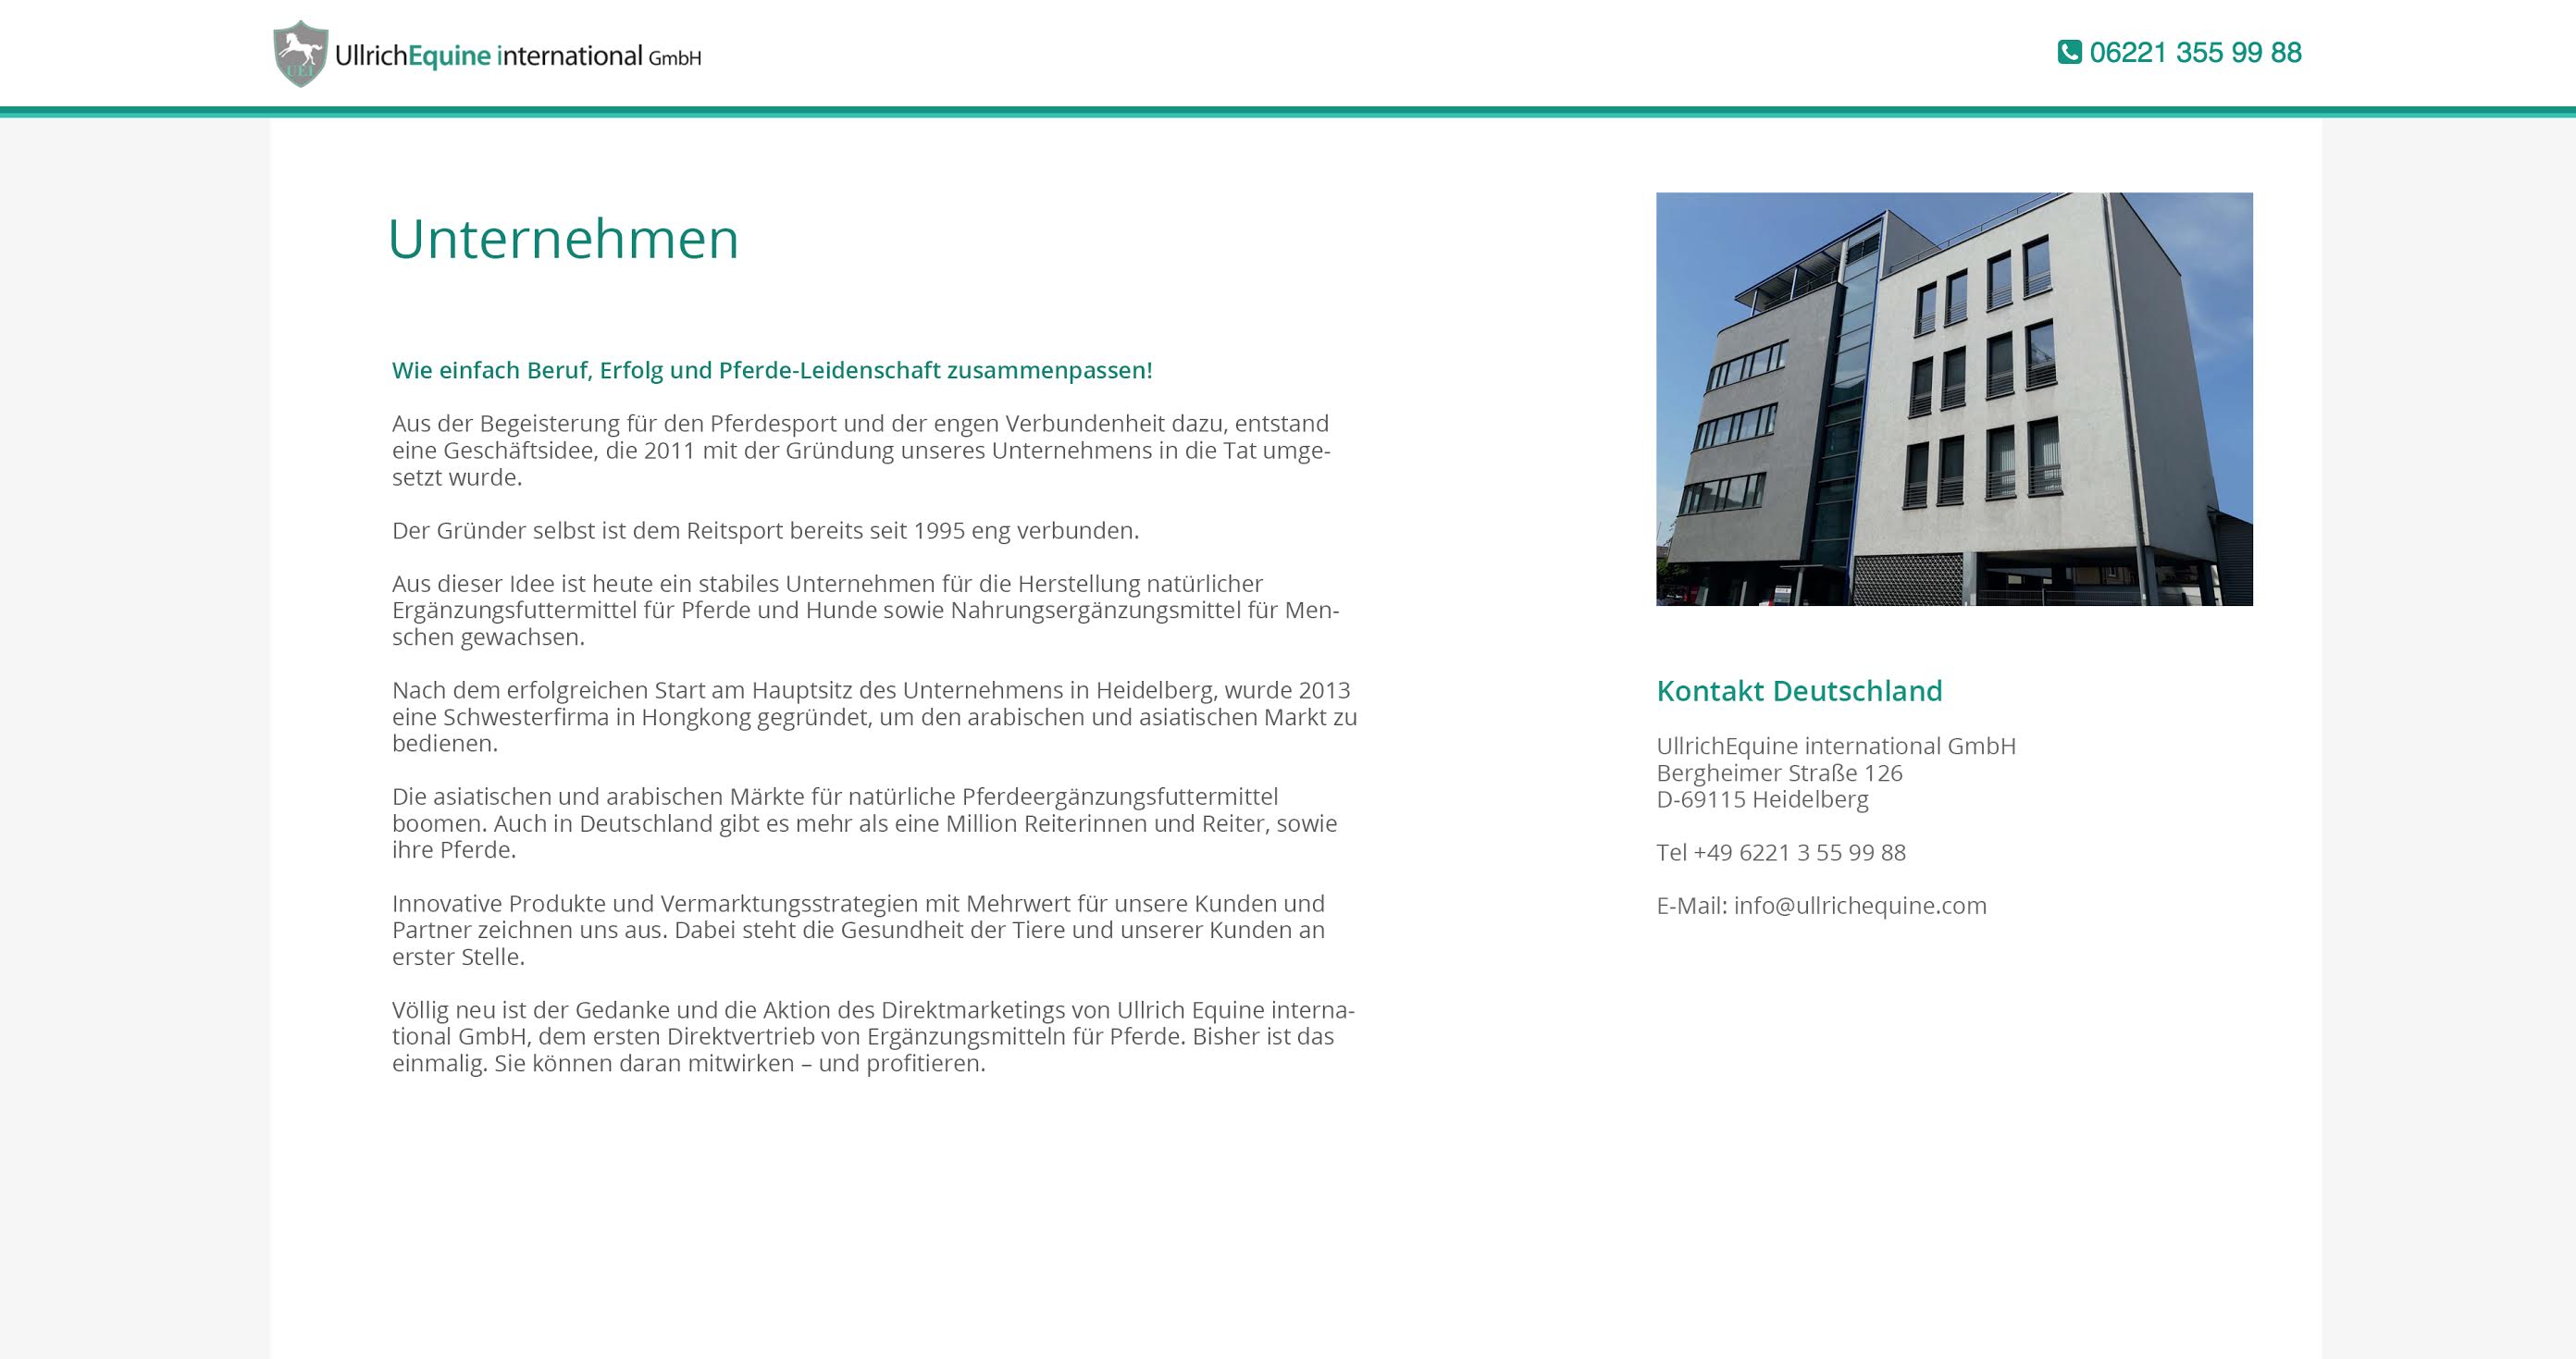 UEI
UllrichEquine international GmbH
06221 355 99 88
Unternehmen
Wie einfach Beruf, Erfolg und Pferde-Leidenschaft zusammenpassen!
Aus der Begeisterung für den Pferdesport und der engen Verbundenheit dazu, entstand
eine Geschäftsidee, die 2011 mit der Gründung unseres Unternehmens in die Tat umge-
setzt wurde.
Der Gründer selbst ist dem Reitsport bereits seit 1995 eng verbunden.
Aus dieser Idee ist heute ein stabiles Unternehmen für die Herstellung natürlicher
Ergänzungsfuttermittel für Pferde und Hunde sowie Nahrungsergänzungsmittel für Men-
schen gewachsen.
Nach dem erfolgreichen Start am Hauptsitz des Unternehmens in Heidelberg, wurde 2013
eine Schwesterfirma in Hongkong gegründet, um den arabischen und asiatischen Markt zu
bedienen.
Die asiatischen und arabischen Märkte für natürliche Pferdeergänzungsfuttermittel
boomen. Auch in Deutschland gibt es mehr als eine Million Reiterinnen und Reiter, sowie
ihre Pferde.
Innovative Produkte und Vermarktungsstrategien mit Mehrwert für unsere Kunden und
Partner zeichnen uns aus. Dabei steht die Gesundheit der Tiere und unserer Kunden an
erster Stelle.
Völlig neu ist der Gedanke und die Aktion des Direktmarketings von Ullrich Equine interna-
tional GmbH, dem ersten Direktvertrieb von Ergänzungsmitteln für Pferde. Bisher ist das
einmalig. Sie können daran mitwirken – und profitieren.
Kontakt Deutschland
UllrichEquine international GmbH
Bergheimer Straße 126
D-69115 Heidelberg
Tel +49 6221 3 55 99 88
E-Mail: info@ullrichequine.com